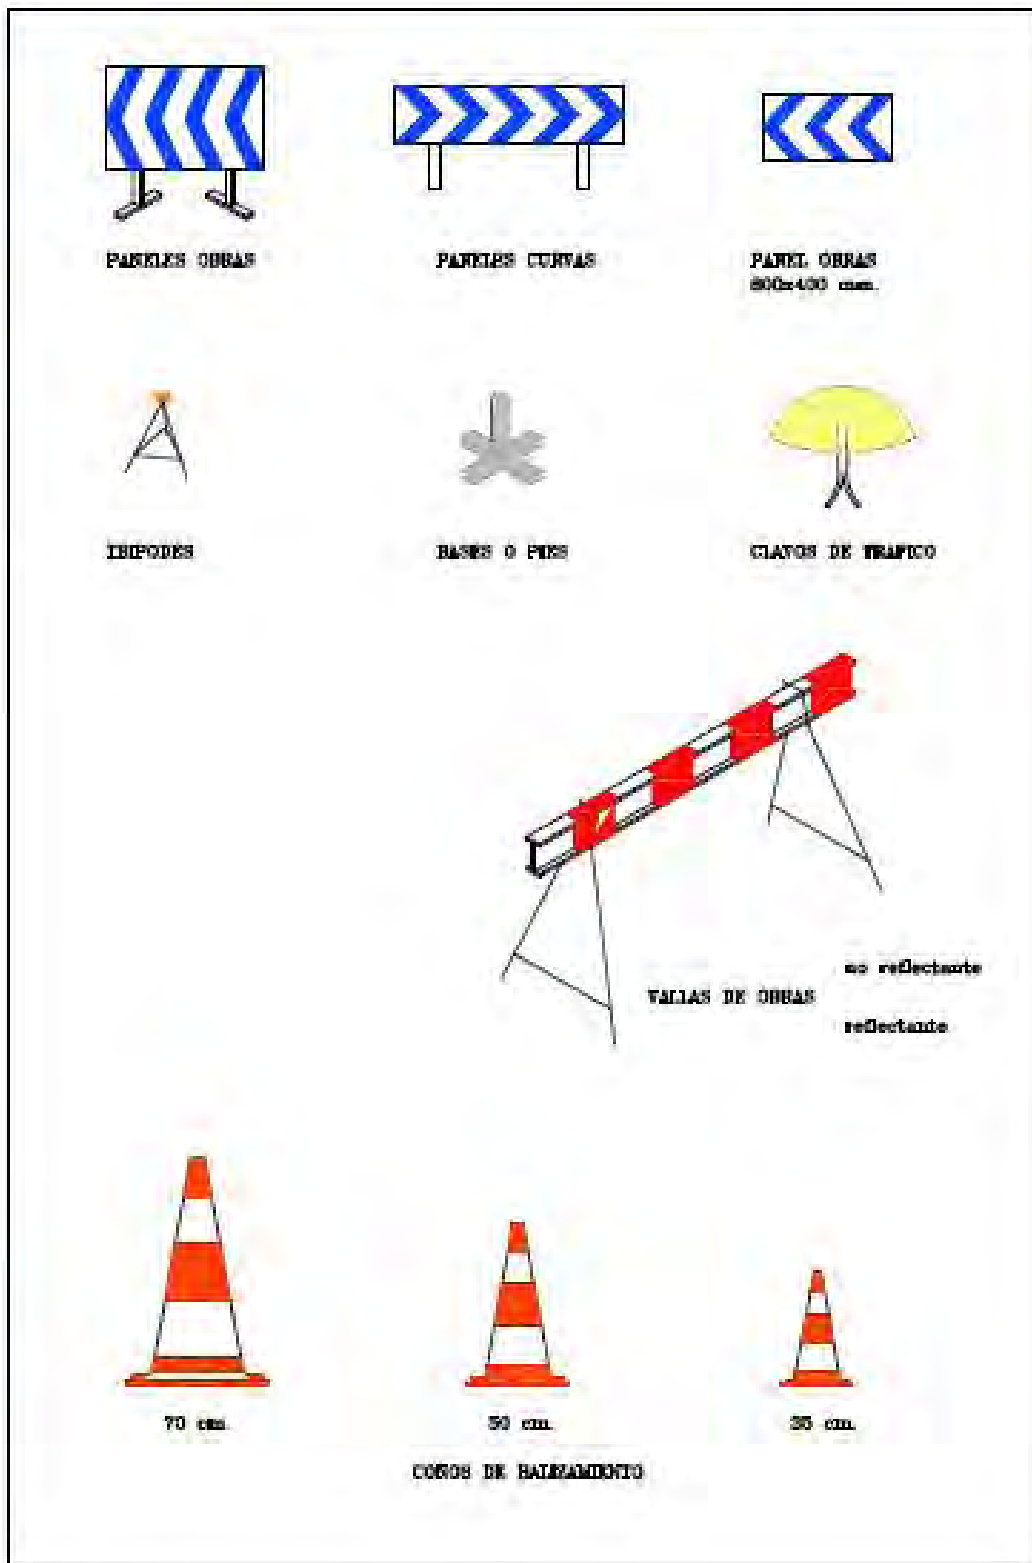 PANELES OBRAS
PANELES CURVAS
PANEL OBRAS
800x400 mm.
TRIPODES
BASES O PIES
CLAVOS DE TRAFICO
no reflectante
VALLAS DE OBRAS
reflectante
70 cm.
50 cm.
35 cm.
CONOS DE BALIZAMIENTO